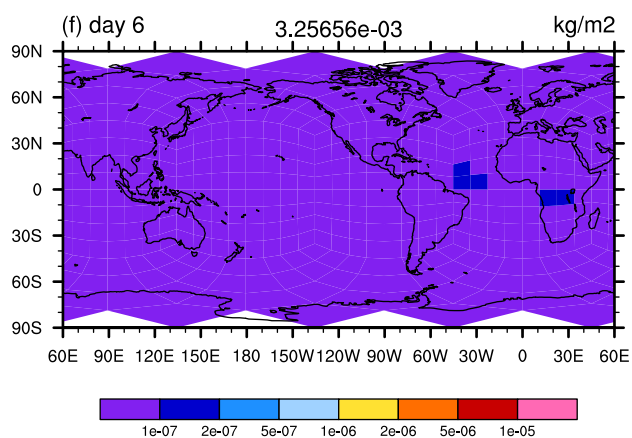 (f) day 6 3.25656e-03 kg/m2
90N
60N
30N
0
30S
60S
90S
60E 90E 120E 150E 180 150W 120W 90W 60W 30W 0 30E 60E
1e-07 2e-07 5e-07 1e-06 2e-06 5e-06 1e-05